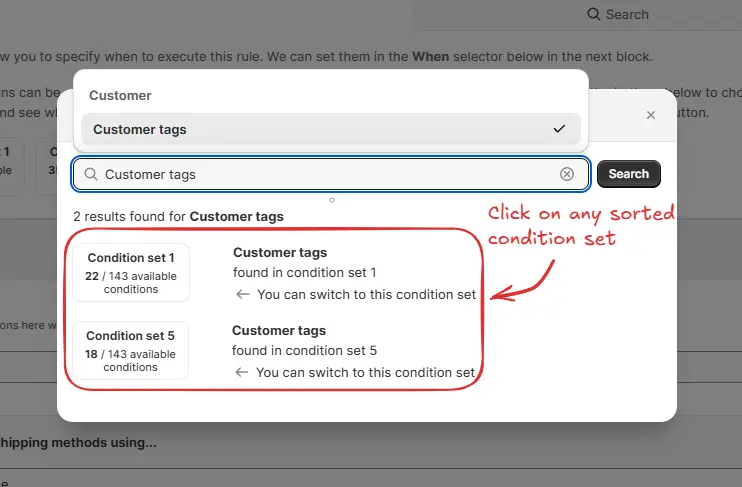 Search
w you to specify when to execute this rule. We can set them in the When selector below in the next block.
ns can be
below to cho
nd see wh
utton.
Customer
Customer tags
Customer tags
Search
2 results found for Customer tags
Click on any sorted
condition set
Condition set 1
22 / 143 available
conditions
Customer tags
found in condition set 1
← You can switch to this condition set
Condition set 5
18 / 143 available
conditions
Customer tags
found in condition set 5
← You can switch to this condition set
ons here w
hipping methods using...